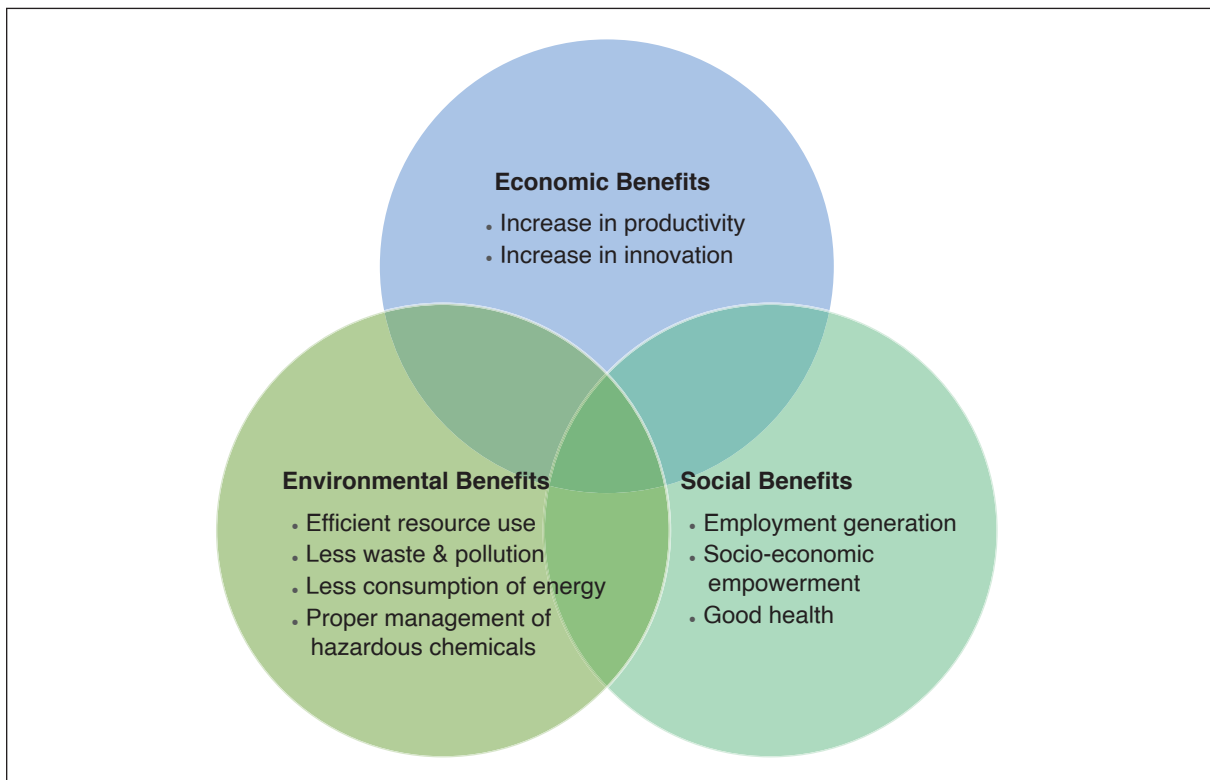 Economic Benefits
• Increase in productivity
• Increase in innovation
Environmental Benefits
• Efficient resource use
• Less waste & pollution
• Less consumption of energy
• Proper management of
hazardous chemicals
Social Benefits
• Employment generation
• Socio-economic
empowerment
• Good health